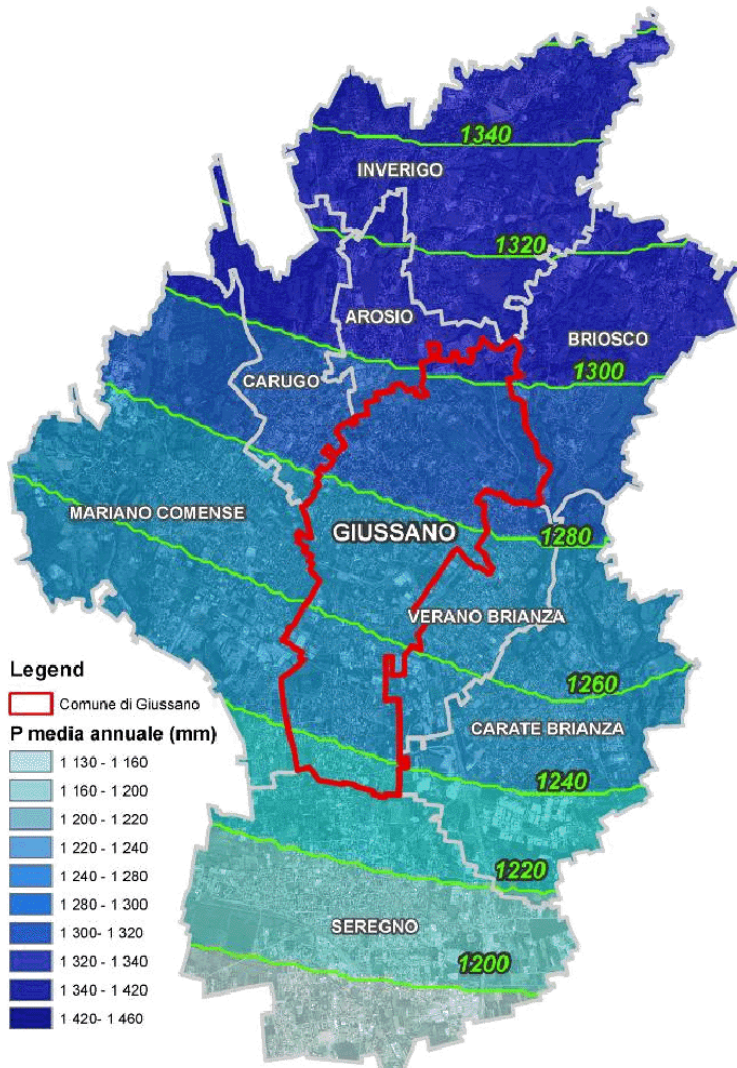 1340
INVERIGO
1320
AROSIO
BRIOSCO
1300
CARUGO
MARIANO COMENSE
GIUSSANO
1280
VERANO BRIANZA
1260
CARATE BRIANZA
1240
1220
SEREGNO
1200
Legend
Comune di Giussano
P media annuale (mm)
1 130 - 1 160
1 160 - 1 200
1 200 - 1 220
1 220 - 1 240
1 240 - 1 280
1 280 - 1 300
1 300- 1 320
1 320 - 1 340
1 340 - 1 420
1 420- 1 460